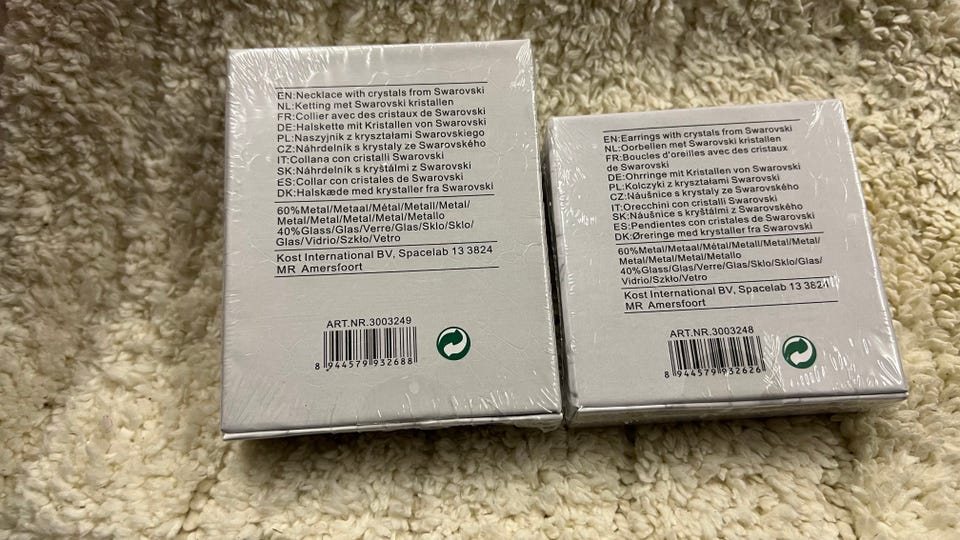 EN:Necklace with crystals from Swarovski
NL:Ketting met Swarovski kristallen
FR:Collier avec des cristaux de Swarovski
DE:Halskette mit Kristallen von Swarovski
PL:Naszyjnik z kryształami Swarovskiego
CZ:Náhrdelník s krystaly ze Swarovského
IT:Collana con cristalli Swarovski
SK:Náhrdelník s kryštálmi z Swarovski
ES:Collar con cristales de Swarovski
DK:Halskæde med krystaller fra Swarovski
60%Metal/Metaal/Métal/Metall/Metal/
Metal/Metal/Metal/Metal/Metallo
40%Glass/Glas/Verre/Glas/Sklo/Sklo/
Glas/Vidrio/Szkło/Vetro
Kost International BV, Spacelab 13 3824
MR Amersfoort
ART.NR.3003249
8 944579 932688
EN:Earrings with crystals from Swarovski
NL:Oorbellen met Swarovski kristallen
FR:Boucles d'oreilles avec des cristaux
de Swarovski
DE:Ohrringe mit Kristallen von Swarovski
PL:Kolczyki z kryształami Swarovskiego
CZ:Náušnice s krystaly ze Swarovského
IT:Orecchini con cristalli Swarovski
SK:Náušnice s kryštálmi z Swarovského
ES:Pendientes con cristales de Swarovski
DK:Øreringe med krystaller fra Swarovski
60%Metal/Metaal/Métal/Metall/Metal/Metal/
Metal/Metal/Metal/Metallo
40%Glass/Glas/Verre/Glas/Sklo/Sklo/Glas/
Vidrio/Szkło/Vetro
Kost International BV, Spacelab 13 3824
MR Amersfoort
ART.NR.3003248
8 944579 932626